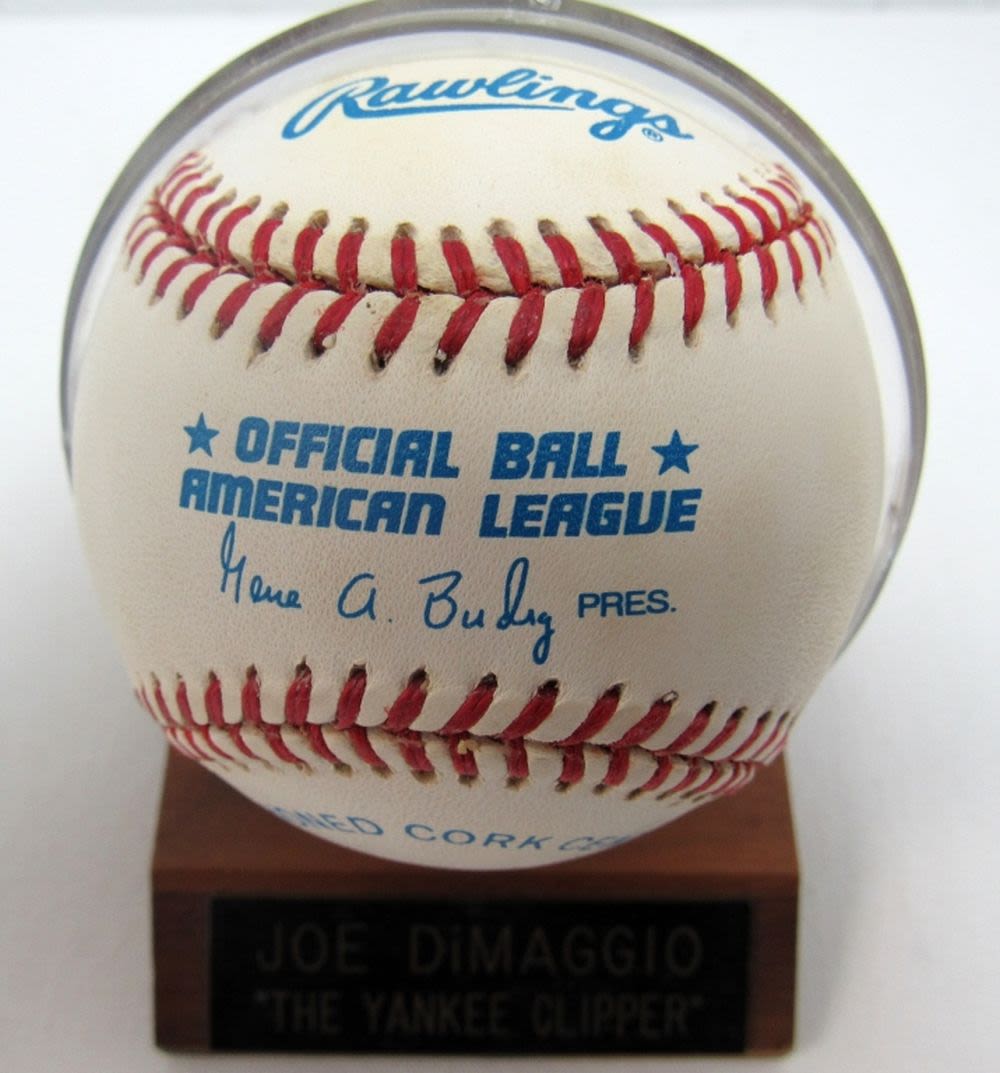 Rawlings®
★ OFFICIAL BALL ★
AMERICAN LEAGUE
Gene A. Budig PRES.
CORK
JOE DiMAGGIO
"THE YANKEE CLIPPER"